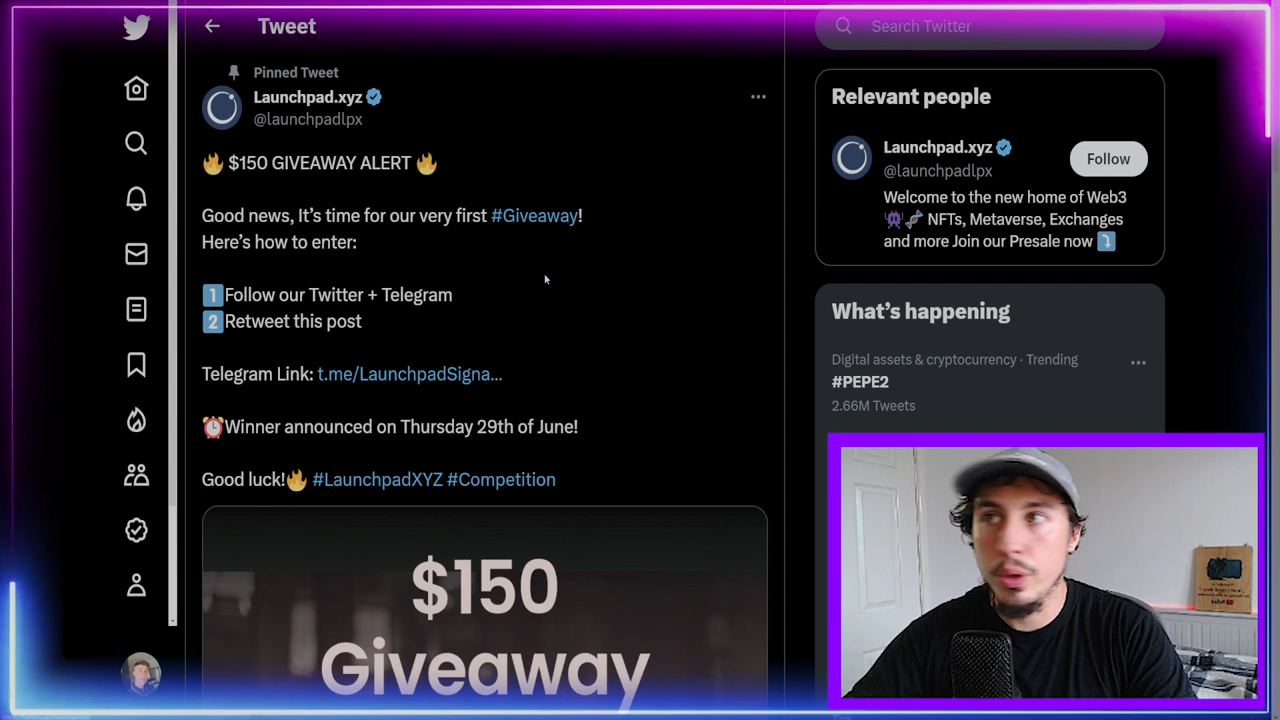 Tweet
Search Twitter
Pinned Tweet
Launchpad.xyz
@launchpadlpx
🔥 $150 GIVEAWAY ALERT 🔥
Good news, It’s time for our very first #Giveaway!
Here’s how to enter:
1️⃣Follow our Twitter + Telegram
2️⃣Retweet this post
Telegram Link: t.me/LaunchpadSigna...
⏰Winner announced on Thursday 29th of June!
Good luck!🔥 #LaunchpadXYZ #Competition
$150
Giveaway
Relevant people
Launchpad.xyz
@launchpadlpx
Follow
Welcome to the new home of Web3
👾🧬 NFTs, Metaverse, Exchanges
and more Join our Presale now ⤵️
What’s happening
Digital assets & cryptocurrency · Trending
#PEPE2
2.66M Tweets